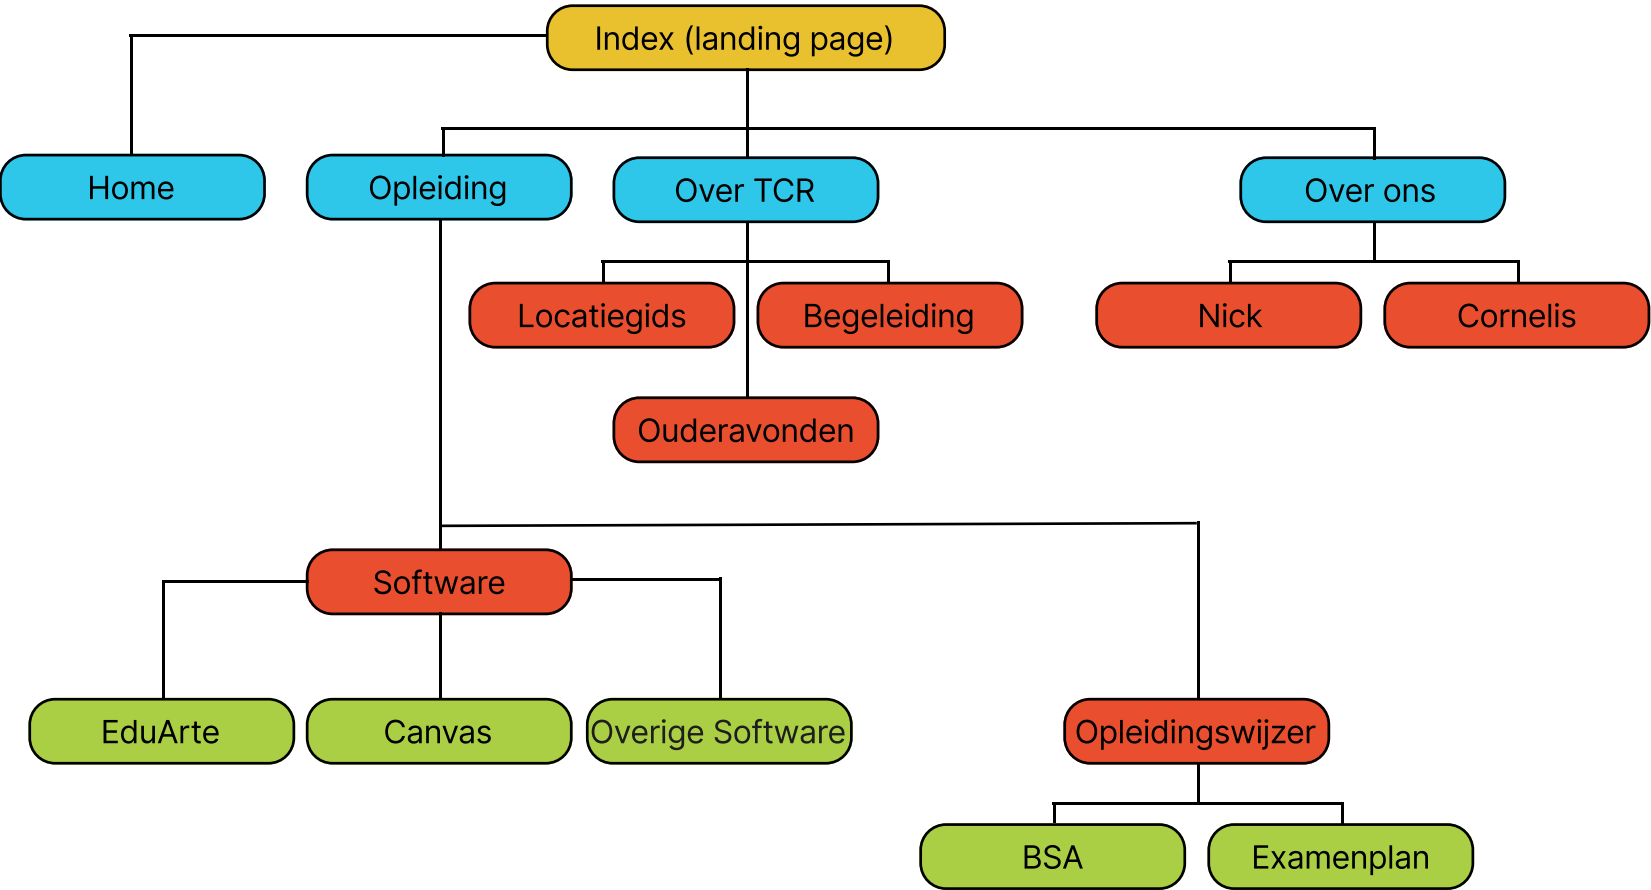 Index (landing page)
Home
Opleiding
Over TCR
Over ons
Locatiegids
Begeleiding
Nick
Cornelis
Ouderavonden
Software
EduArte
Canvas
Overige Software
Opleidingswijzer
BSA
Examenplan